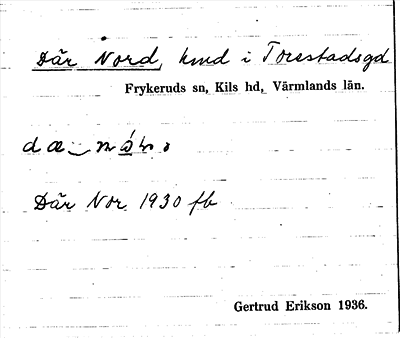 Där Nord, hmd i Torestadsgd
Frykeruds sn, Kils hd, Värmlands län.
Där Nor 1930 fb
Gertrud Erikson 1936.